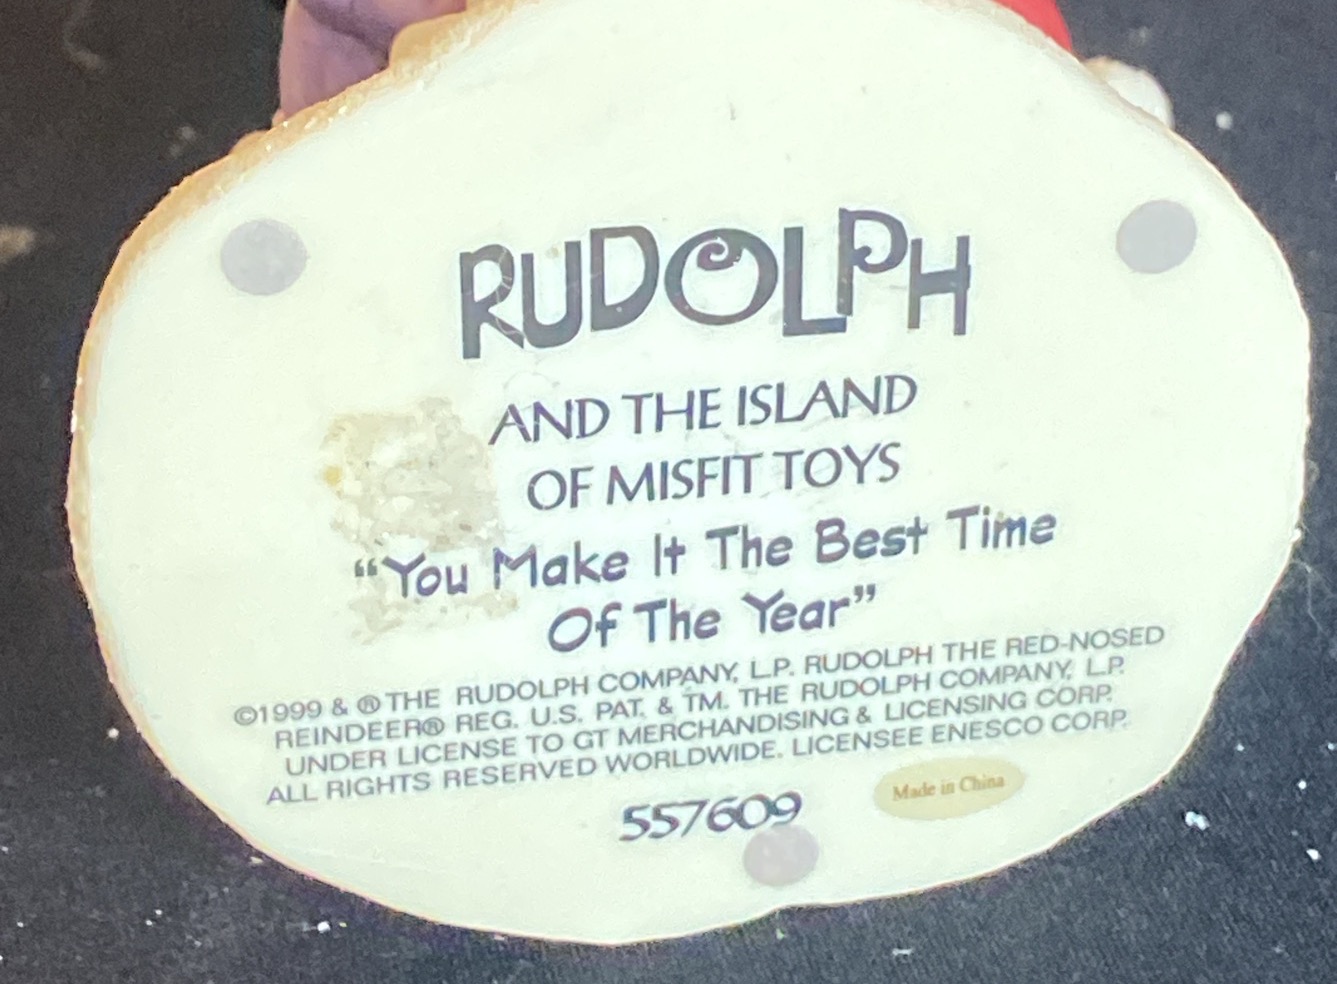 RUDOLPH
AND THE ISLAND
OF MISFIT TOYS
“You Make It The Best Time
Of The Year”
©1999 & ® THE RUDOLPH COMPANY, L.P. RUDOLPH THE RED-NOSED
REINDEER® REG. U.S. PAT. & TM. THE RUDOLPH COMPANY, L.P.
UNDER LICENSE TO GT MERCHANDISING & LICENSING CORP.
ALL RIGHTS RESERVED WORLDWIDE. LICENSEE ENESCO CORP.
557609
Made in China